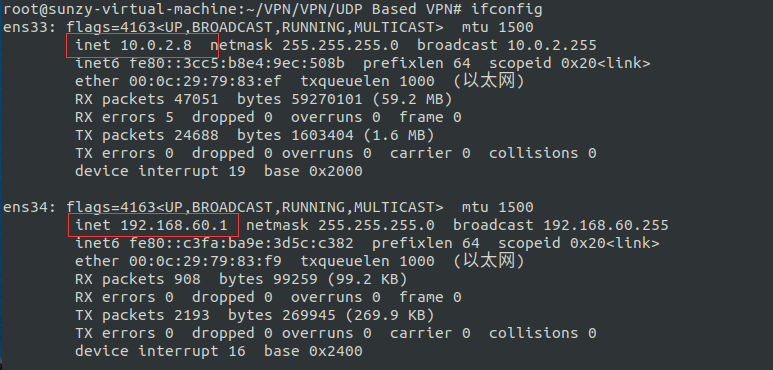 root@sunzy-virtual-machine:~/VPN/VPN/UDP Based VPN# ifconfig
ens33: flags=4163<UP,BROADCAST,RUNNING,MULTICAST>  mtu 1500
        inet 10.0.2.8  netmask 255.255.255.0  broadcast 10.0.2.255
        inet6 fe80::3cc5:b8e4:9ec:508b  prefixlen 64  scopeid 0x20<link>
        ether 00:0c:29:79:83:ef  txqueuelen 1000  (以太网)
        RX packets 47051  bytes 59270101 (59.2 MB)
        RX errors 5  dropped 0  overruns 0  frame 0
        TX packets 24688  bytes 1603404 (1.6 MB)
        TX errors 0  dropped 0 overruns 0  carrier 0  collisions 0
        device interrupt 19  base 0x2000

ens34: flags=4163<UP,BROADCAST,RUNNING,MULTICAST>  mtu 1500
        inet 192.168.60.1  netmask 255.255.255.0  broadcast 192.168.60.255
        inet6 fe80::c3fa:ba9e:3d5c:c382  prefixlen 64  scopeid 0x20<link>
        ether 00:0c:29:79:83:f9  txqueuelen 1000  (以太网)
        RX packets 908  bytes 99259 (99.2 KB)
        RX errors 0  dropped 0  overruns 0  frame 0
        TX packets 2193  bytes 269945 (269.9 KB)
        TX errors 0  dropped 0 overruns 0  carrier 0  collisions 0
        device interrupt 16  base 0x2400